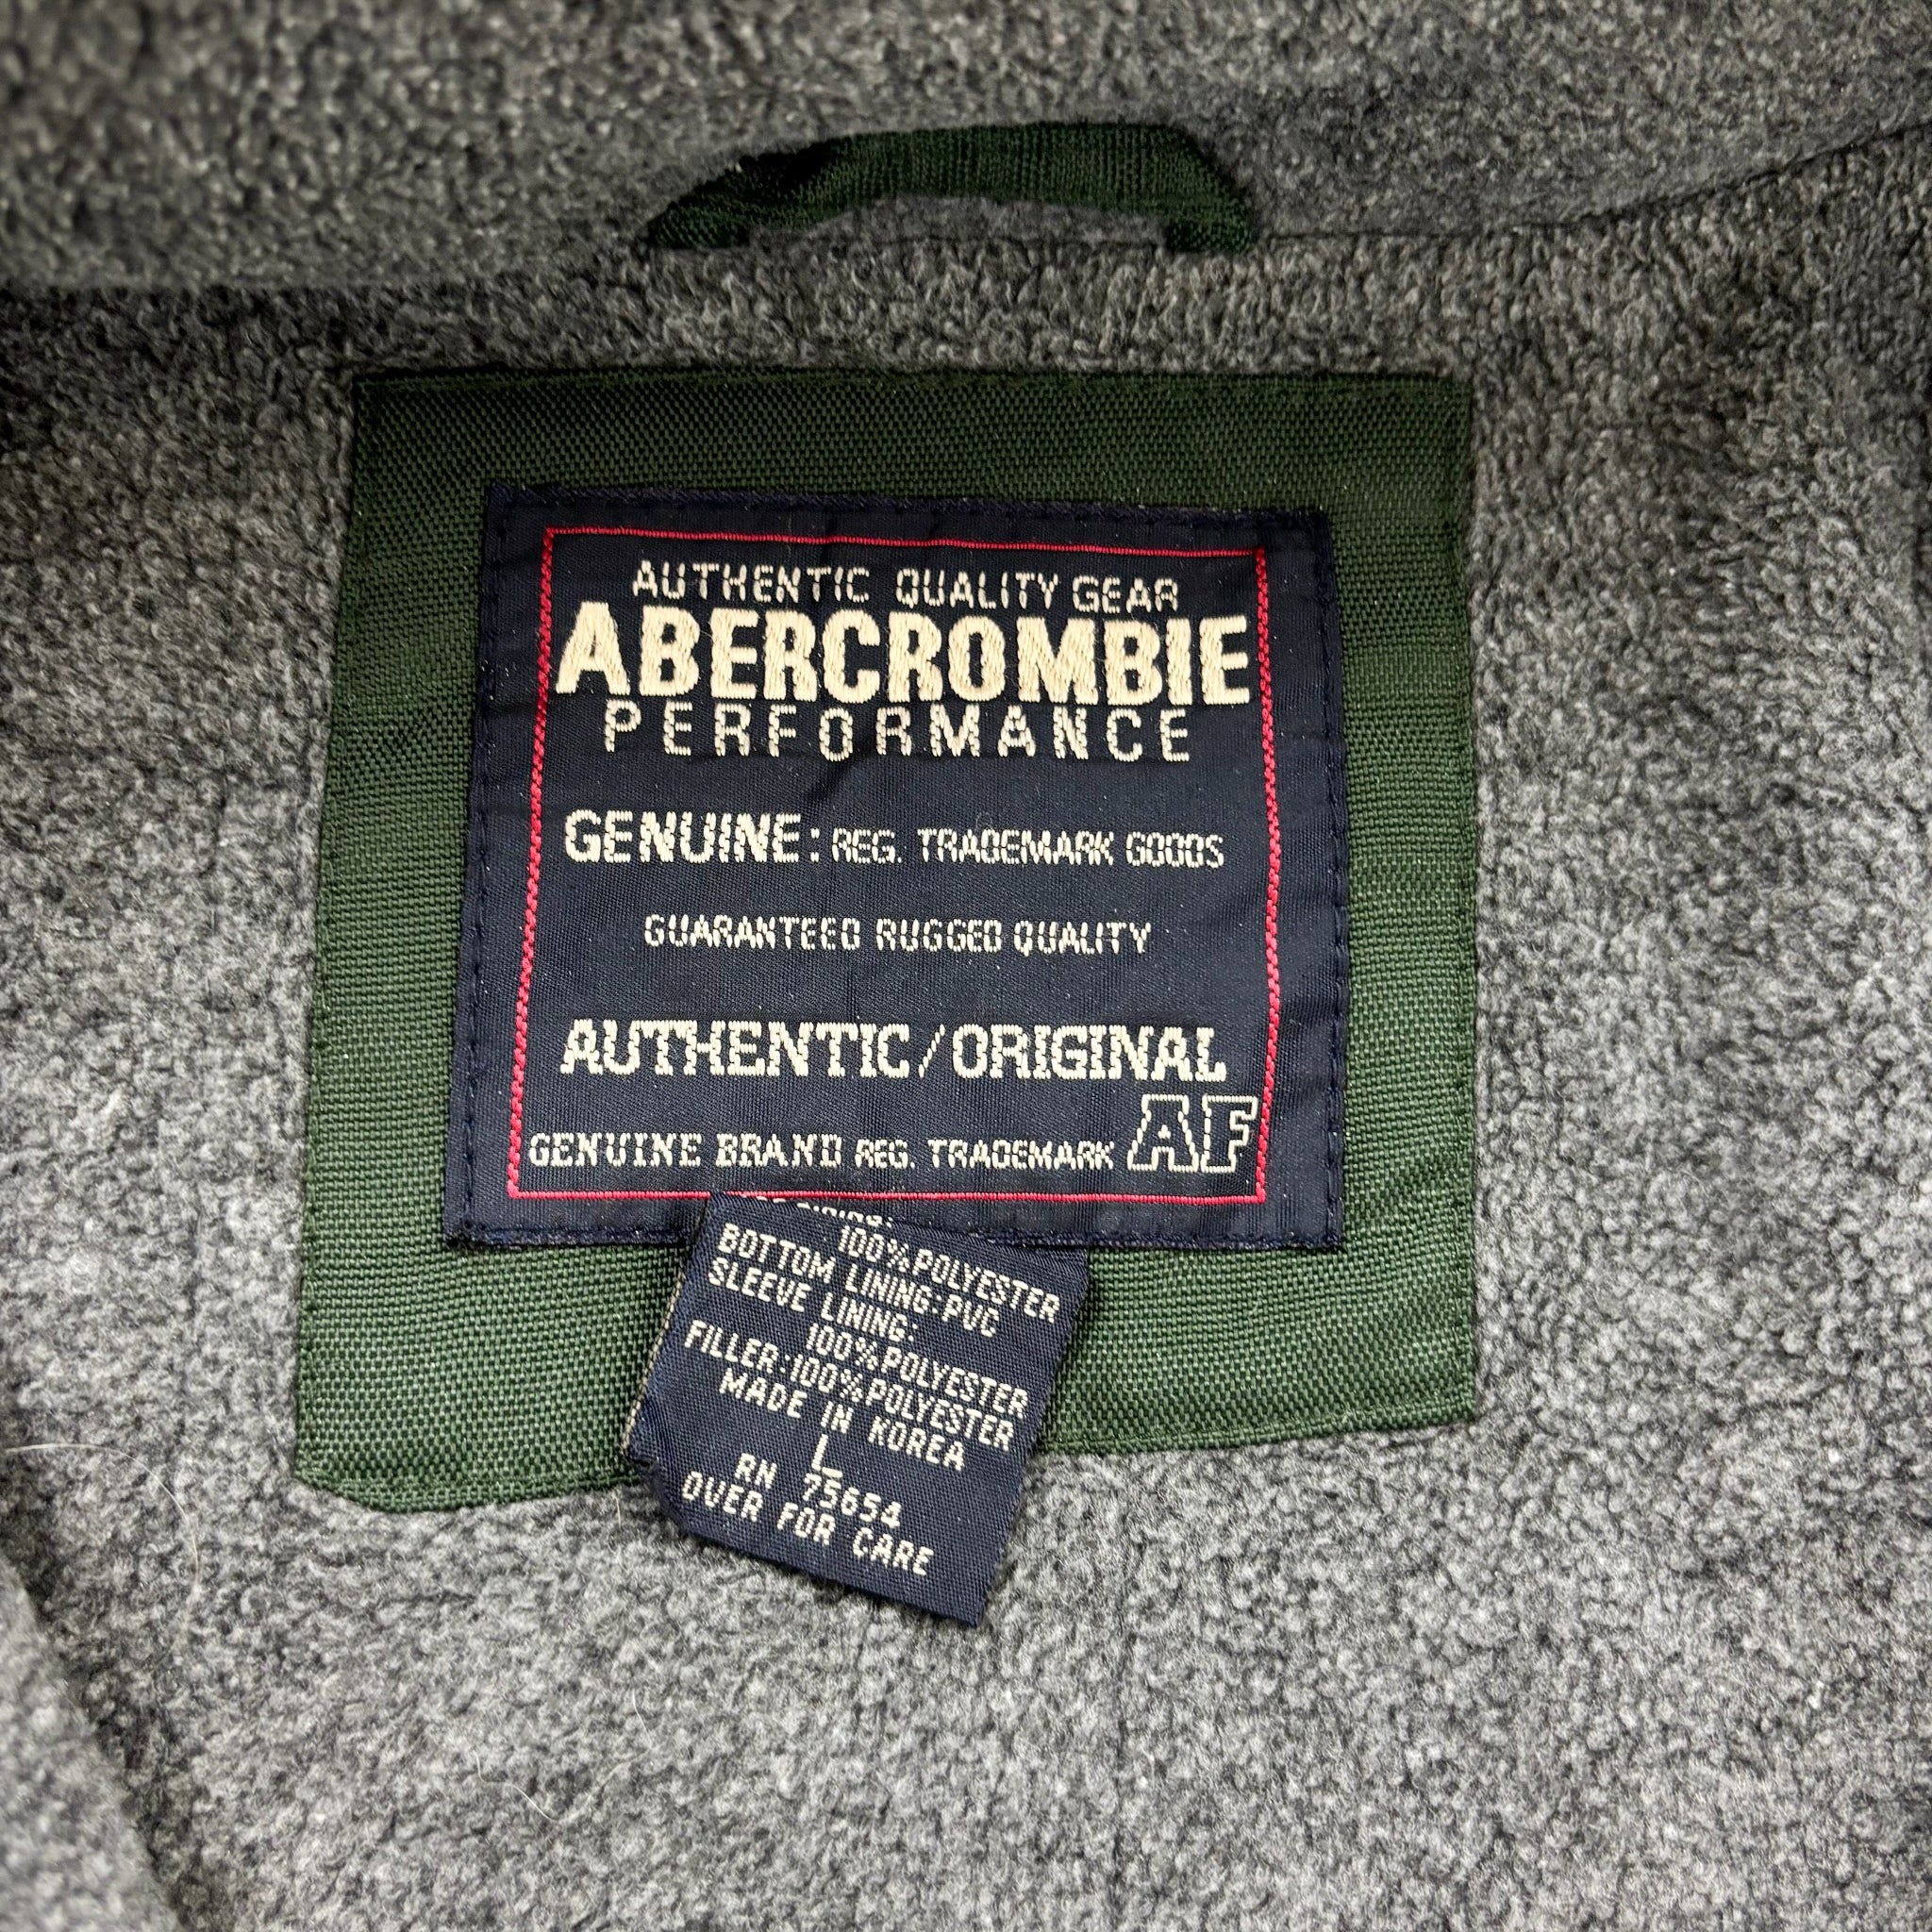 AUTHENTIC QUALITY GEAR
ABERCROMBIE
PERFORMANCE
GENUINE: REG. TRADEMARK GOODS
GUARANTEED RUGGED QUALITY
AUTHENTIC/ORIGINAL
GENUINE BRAND REG. TRADEMARK AF
100%POLYESTER
BOTTOM LINING:PVC
SLEEVE LINING:
100%POLYESTER
FILLER:100%POLYESTER
MADE IN KOREA
L
RN 75654
OVER FOR CARE